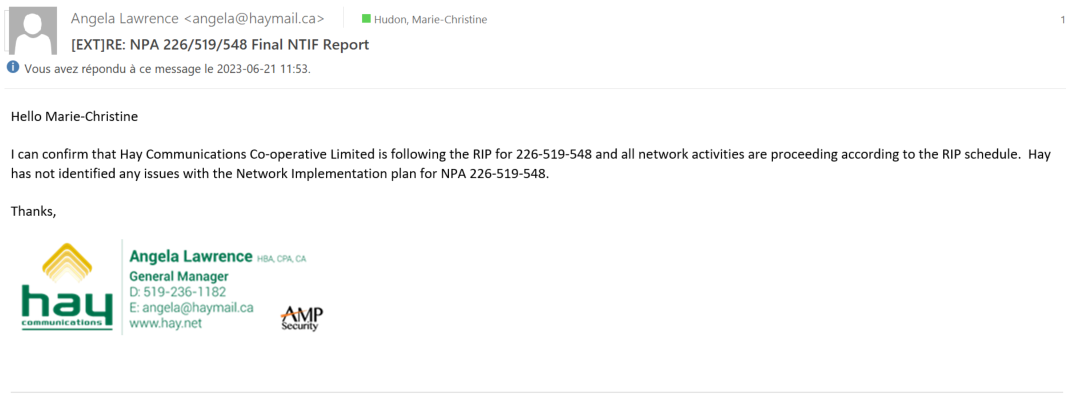 Angela Lawrence <angela@haymail.ca>
Hudon, Marie-Christine
1
[EXT]RE: NPA 226/519/548 Final NTIF Report
Vous avez répondu à ce message le 2023-06-21 11:53.
Hello Marie-Christine
I can confirm that Hay Communications Co-operative Limited is following the RIP for 226-519-548 and all network activities are proceeding according to the RIP schedule.  Hay
has not identified any issues with the Network Implementation plan for NPA 226-519-548.
Thanks,
hay
communications
Angela Lawrence HBA, CPA, CA
General Manager
D: 519-236-1182
E: angela@haymail.ca
www.hay.net
AMP
Security